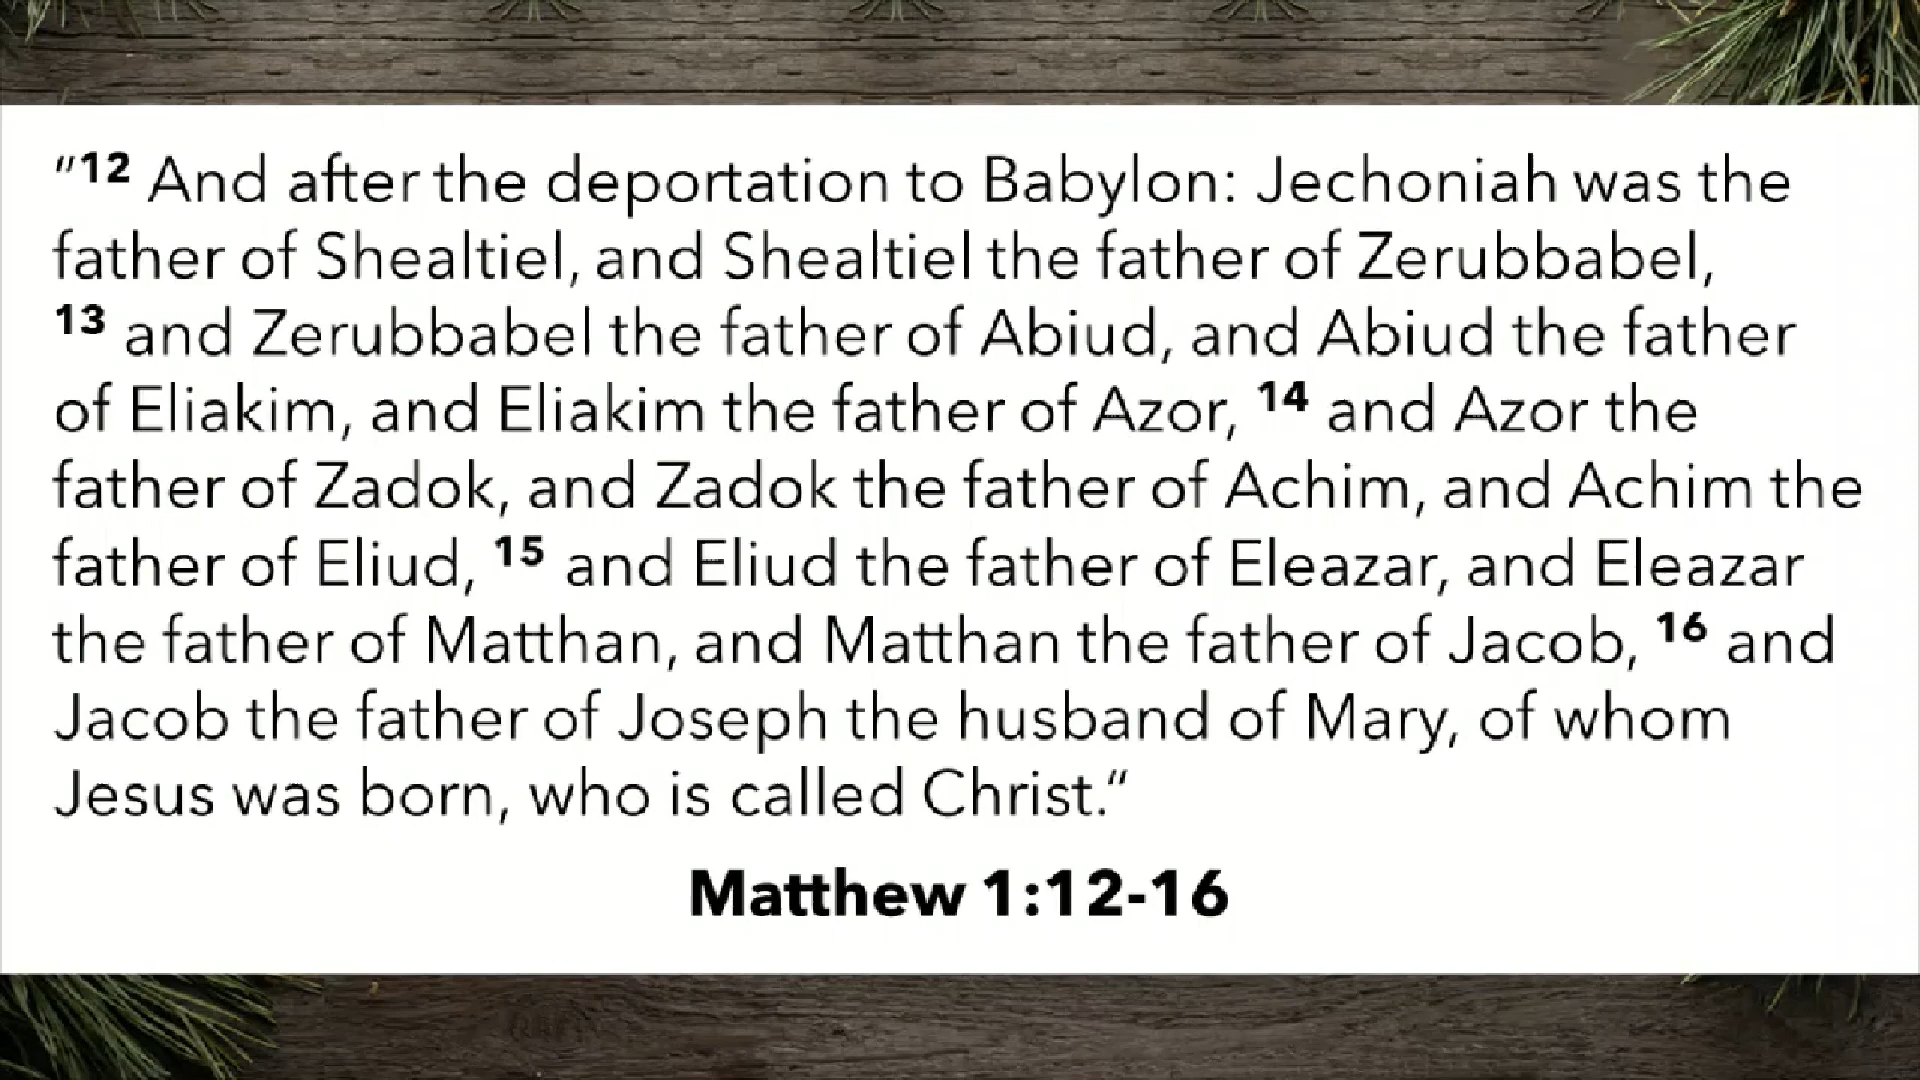 "12 And after the deportation to Babylon: Jechoniah was the
father of Shealtiel, and Shealtiel the father of Zerubbabel,
13 and Zerubbabel the father of Abiud, and Abiud the father
of Eliakim, and Eliakim the father of Azor, 14 and Azor the
father of Zadok, and Zadok the father of Achim, and Achim the
father of Eliud, 15 and Eliud the father of Eleazar, and Eleazar
the father of Matthan, and Matthan the father of Jacob, 16 and
Jacob the father of Joseph the husband of Mary, of whom
Jesus was born, who is called Christ."
Matthew 1:12-16